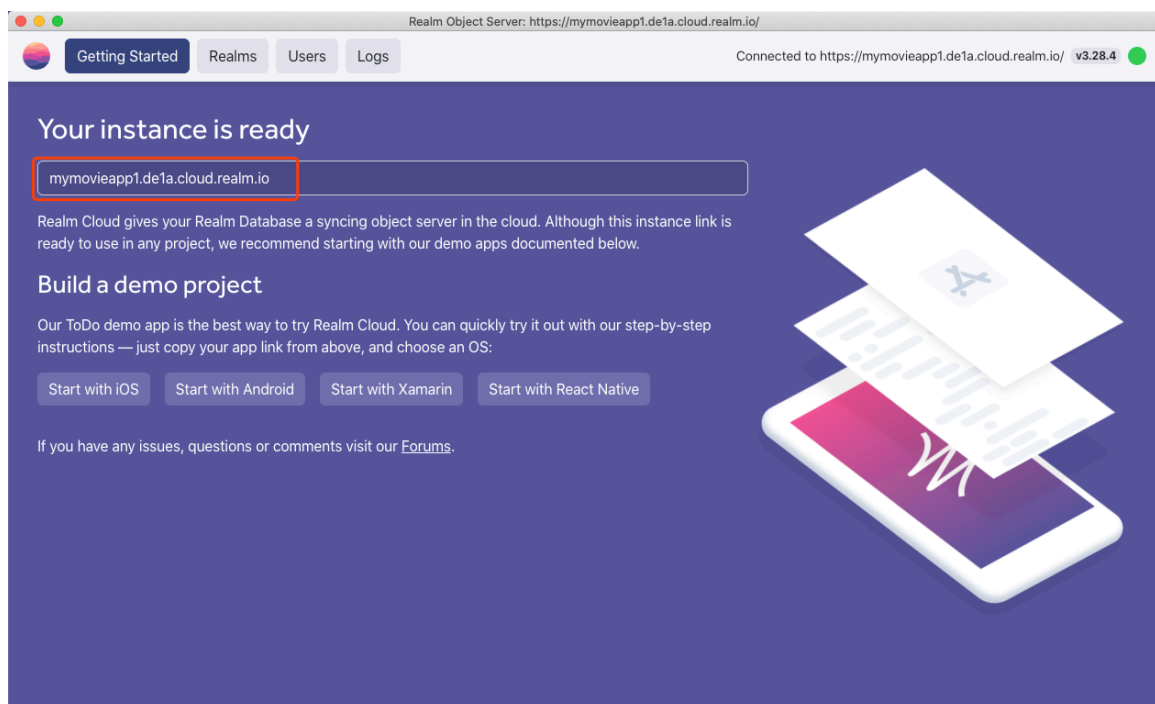 Realm Object Server: https://mymovieapp1.de1a.cloud.realm.io/
Getting Started Realms Users Logs Connected to https://mymovieapp1.de1a.cloud.realm.io/ v3.28.4
Your instance is ready
mymovieapp1.de1a.cloud.realm.io
Realm Cloud gives your Realm Database a syncing object server in the cloud. Although this instance link is
ready to use in any project, we recommend starting with our demo apps documented below.
Build a demo project
Our ToDo demo app is the best way to try Realm Cloud. You can quickly try it out with our step-by-step
instructions — just copy your app link from above, and choose an OS:
Start with iOS Start with Android Start with Xamarin Start with React Native
If you have any issues, questions or comments visit our Forums.